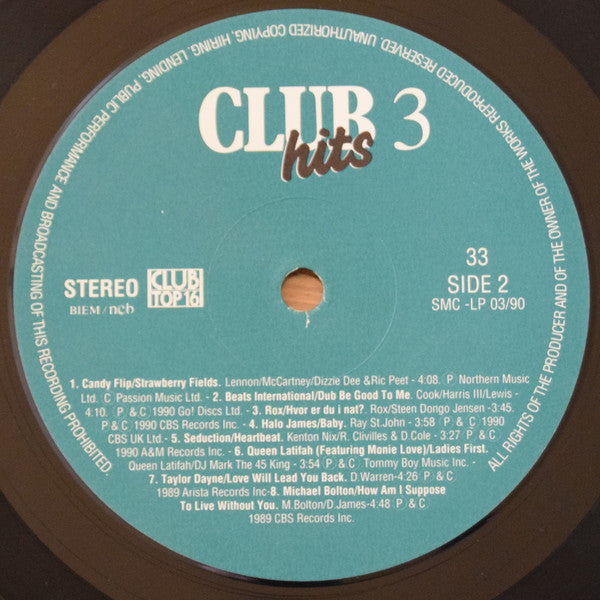 ALL RIGHTS OF THE PRODUCER AND OF THE OWNER OF THE WORKS REPRODUCED RESERVED. UNAUTHORIZED COPYING, HIRING, LENDING, PUBLIC PERFORMANCE AND BROADCASTING OF THIS RECORDING PROHIBITED.
CLUB 3
hits
33
STEREO
CLUB
TOP 16
SIDE 2
BIEM / ncb
SMC -LP 03/90
1. Candy Flip/Strawberry Fields. Lennon/McCartney/Dizzie Dee &Ric Peet - 4:08. P Northern Music
Ltd. C Passion Music Ltd. - 2. Beats International/Dub Be Good To Me. Cook/Harris III/Lewis -
4:10. P & C 1990 Go! Discs Ltd. - 3. Rox/Hvor er du i nat?. Rox/Steen Dongo Jensen -3:45.
P & C 1990 CBS Records Inc. - 4. Halo James/Baby. Ray St.John - 3:58 P & C 1990
CBS UK Ltd.- 5. Seduction/Heartbeat. Kenton Nix/R. Clivilles & D.Cole - 3:27 P & C
1990 A&M Records Inc. - 6. Queen Latifah (Featuring Monie Love)/Ladies First.
Queen Latifah/DJ Mark The 45 King - 3:54 P & C Tommy Boy Music Inc. -
7. Taylor Dayne/Love Will Lead You Back. D.Warren-4:26 P & C
1989 Arista Records Inc-8. Michael Bolton/How Am I Suppose
To Live Without You. M.Bolton/D.James-4:48 P & C
1989 CBS Records Inc.